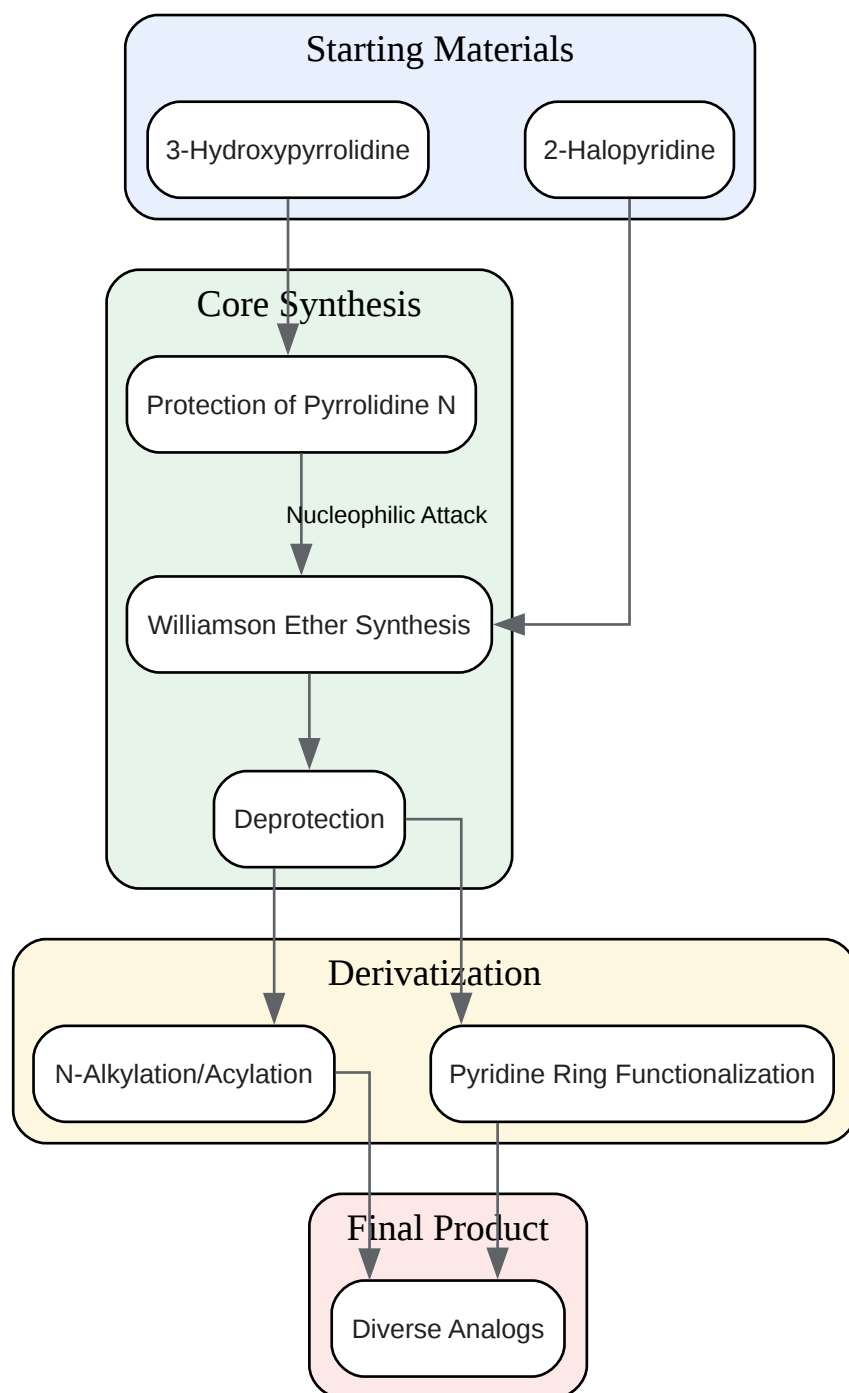 Starting Materials
3-Hydroxypyrrolidine
2-Halopyridine
Core Synthesis
Protection of Pyrrolidine N
Nucleophilic Attack
Williamson Ether Synthesis
Deprotection
Derivatization
N-Alkylation/Acylation
Pyridine Ring Functionalization
Final Product
Diverse Analogs